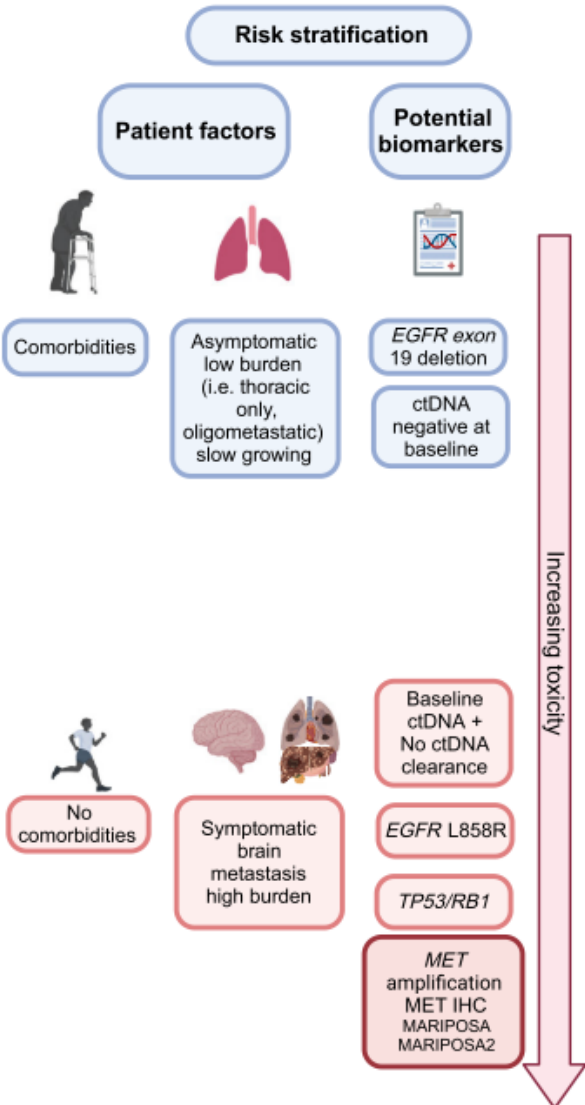 Risk stratification
Patient factors
Potential
biomarkers
Comorbidities
Asymptomatic
low burden
(i.e. thoracic
only,
oligometastatic)
slow growing
EGFR exon
19 deletion
ctDNA
negative at
baseline
Increasing toxicity
No
comorbidities
Symptomatic
brain
metastasis
high burden
Baseline
ctDNA +
No ctDNA
clearance
EGFR L858R
TP53/RB1
MET
amplification
MET IHC
MARIPOSA
MARIPOSA2